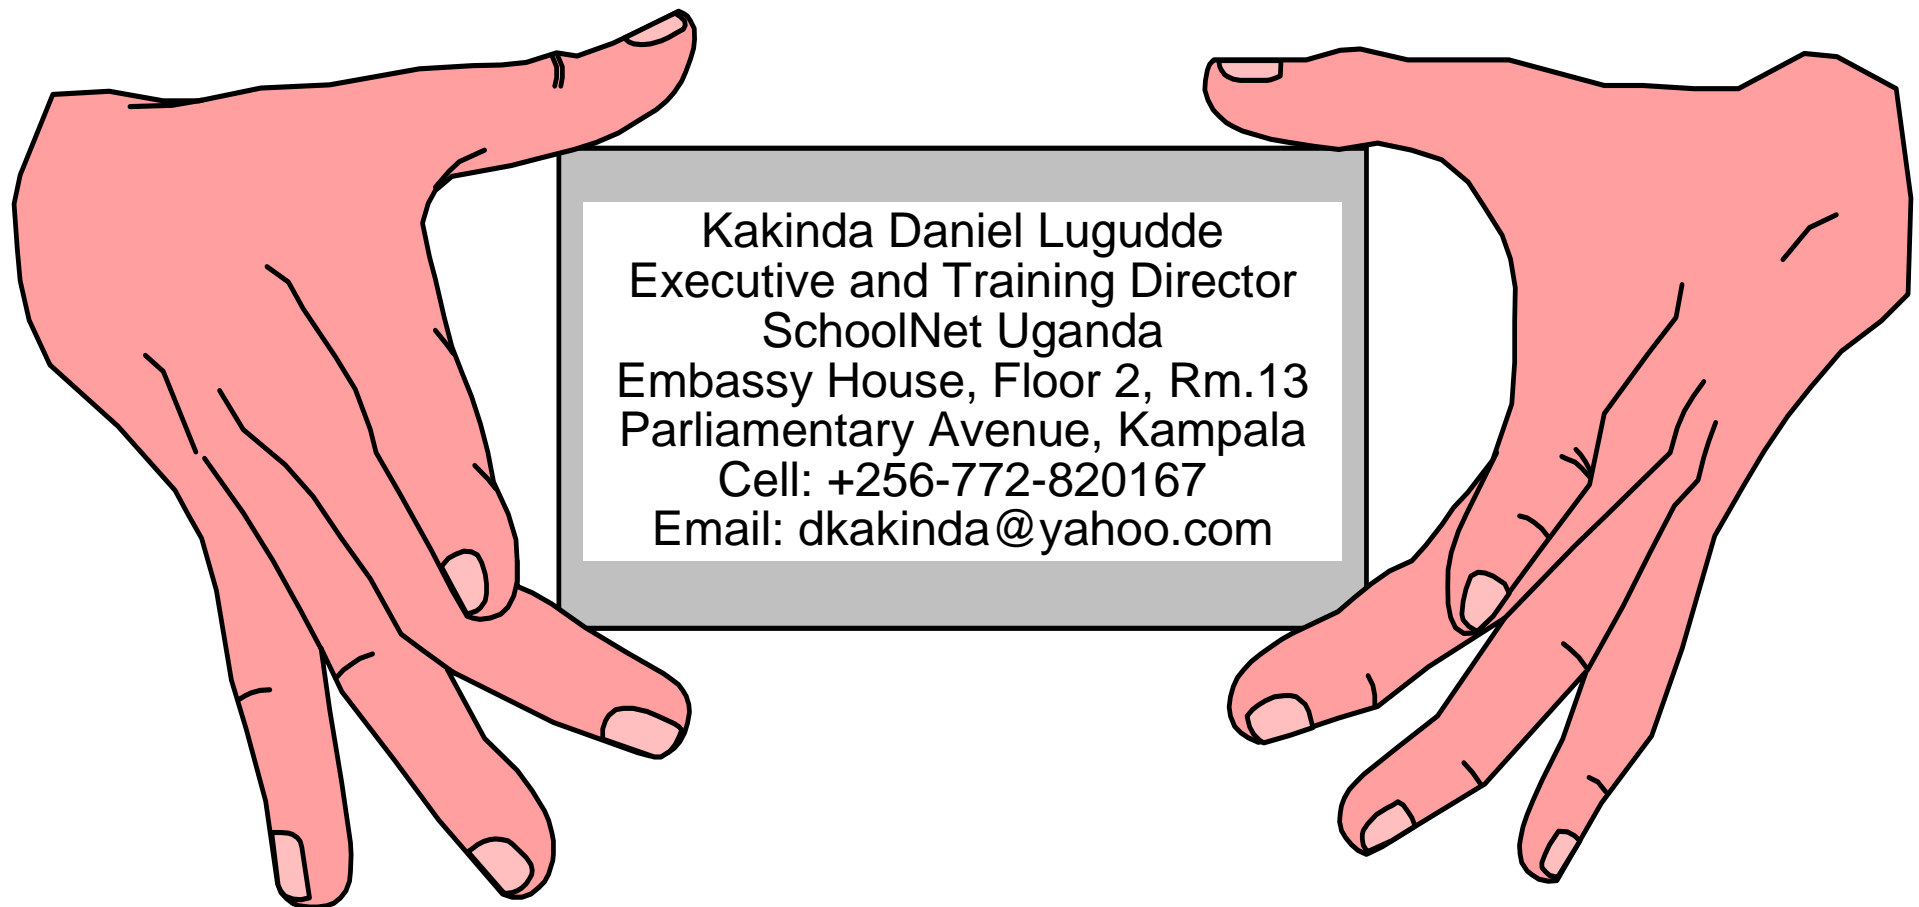 Kakinda Daniel Lugudde
Executive and Training Director
SchoolNet Uganda
Embassy House, Floor 2, Rm.13
Parliamentary Avenue, Kampala
Cell: +256-772-820167
Email: dkakinda@yahoo.com